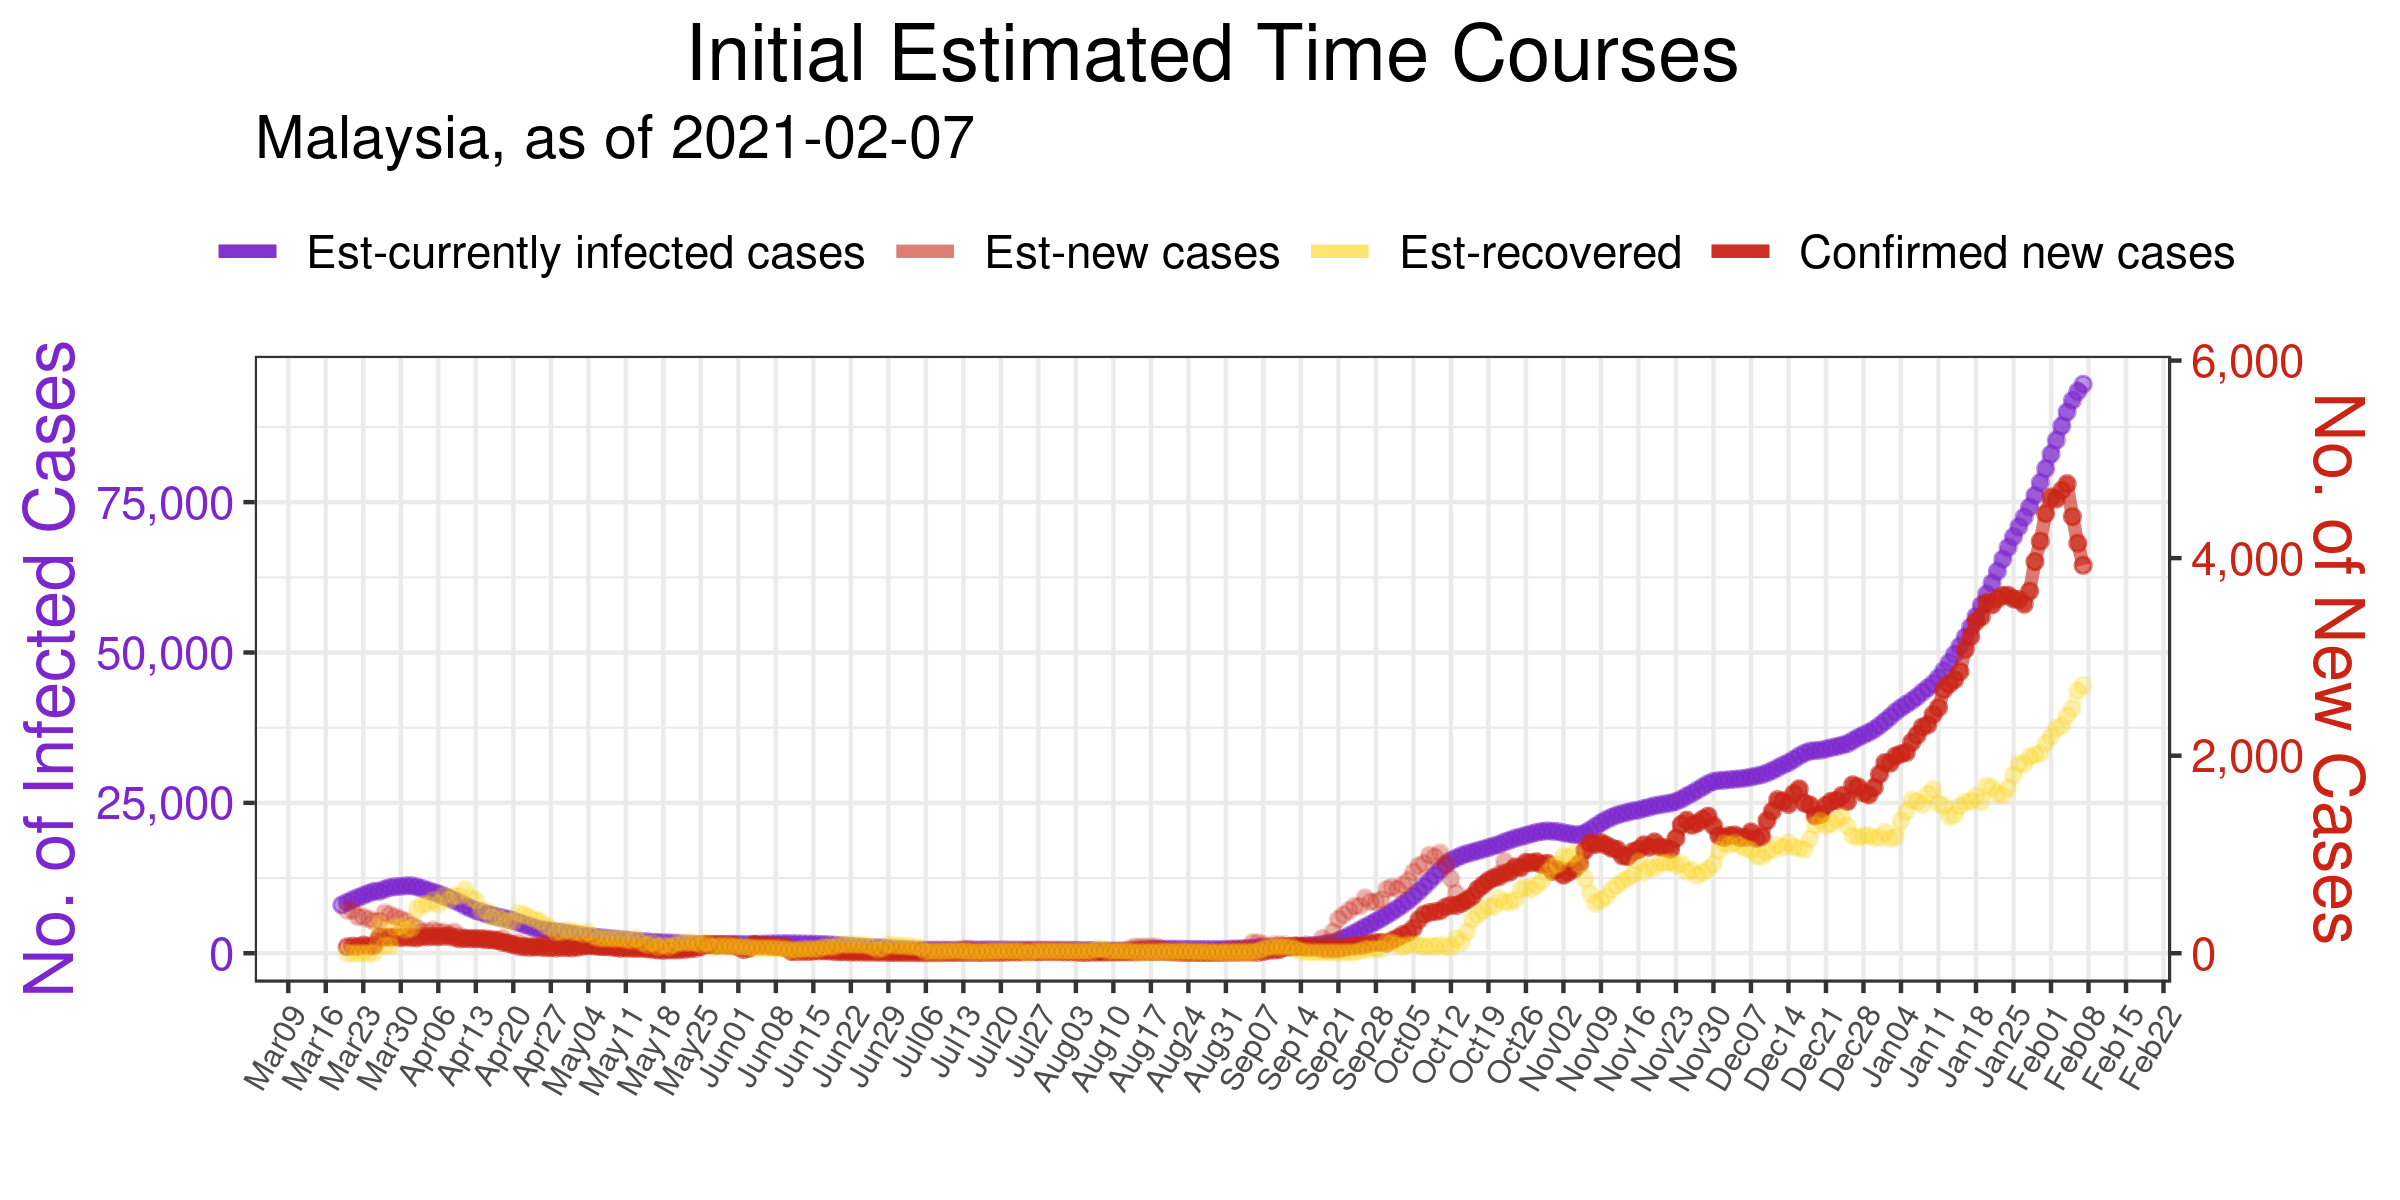 Initial Estimated Time Courses
Malaysia, as of 2021-02-07
Est-currently infected cases Est-new cases Est-recovered Confirmed new cases
No. of Infected Cases
75,000
50,000
25,000
0
6,000
4,000
2,000
0
No. of New Cases
Mar09 Mar16 Mar23 Mar30 Apr06 Apr13 Apr20 Apr27 May04 May11 May18 May25 Jun01 Jun08 Jun15 Jun22 Jun29 Jul06 Jul13 Jul20 Jul27 Aug03 Aug10 Aug17 Aug24 Aug31 Sep07 Sep14 Sep21 Sep28 Oct05 Oct12 Oct19 Oct26 Nov02 Nov09 Nov16 Nov23 Nov30 Dec07 Dec14 Dec21 Dec28 Jan04 Jan11 Jan18 Jan25 Feb01 Feb08 Feb15 Feb22